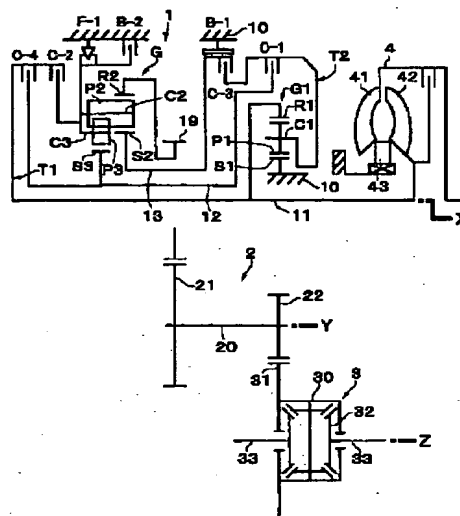 F-1 B-2 1 B-1 10
C-4 C-2 R2 G C-1 T2 4
P2 C2 C-3 G1 41 42
19 R1
C3 C1
S3 P3 S2 P1
T1 S1 10 43
13 12 11 X
2
21 22
20 Y
31 30 3
32
33 33 Z